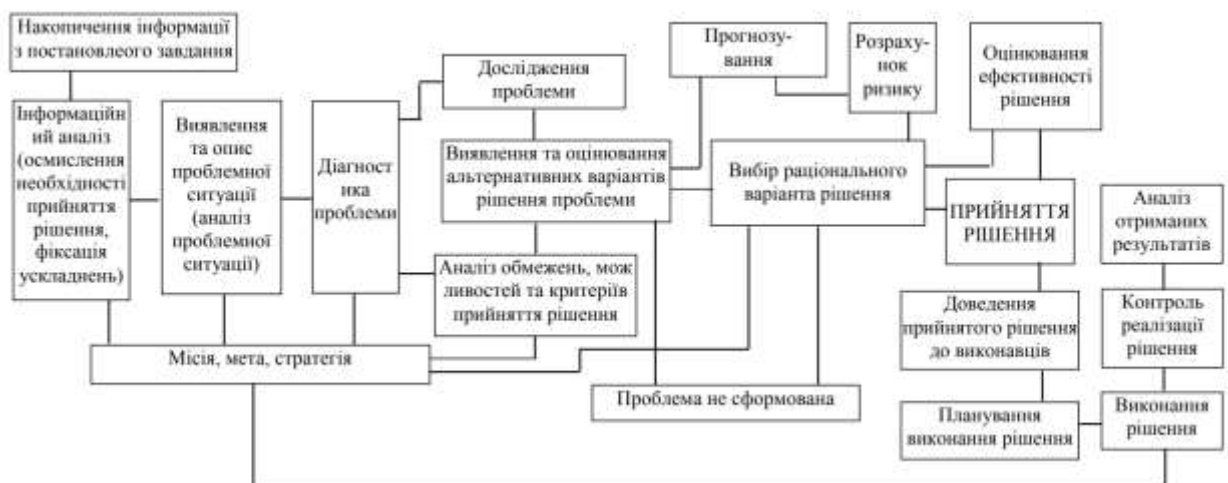 Накопичення інформації
з постановлеого завдання
Інформаційн
ий аналіз
(осмислення
необхідності
прийняття
рішення,
фіксація
ускладнень)
Виявлення
та опис
проблемної
ситуації
(аналіз
проблемної
ситуації)
Діагност
ика
проблеми
Дослідження
проблеми
Виявлення та оцінювання
альтернативних варіантів
рішення проблеми
Аналіз обмежень, мож
ливостей та критеріїв
прийняття рішення
Місія, мета, стратегія
Прогнозу-
вання
Розраху-
нок
ризику
Оцінювання
ефективності
рішення
Вибір раціонального
варіанта рішення
ПРИЙНЯТТЯ
РІШЕННЯ
Аналіз
отриманих
результатів
Доведення
прийнятого рішення
до виконавців
Контроль
реалізації
рішення
Проблема не сформована
Планування
виконання рішення
Виконання
рішення